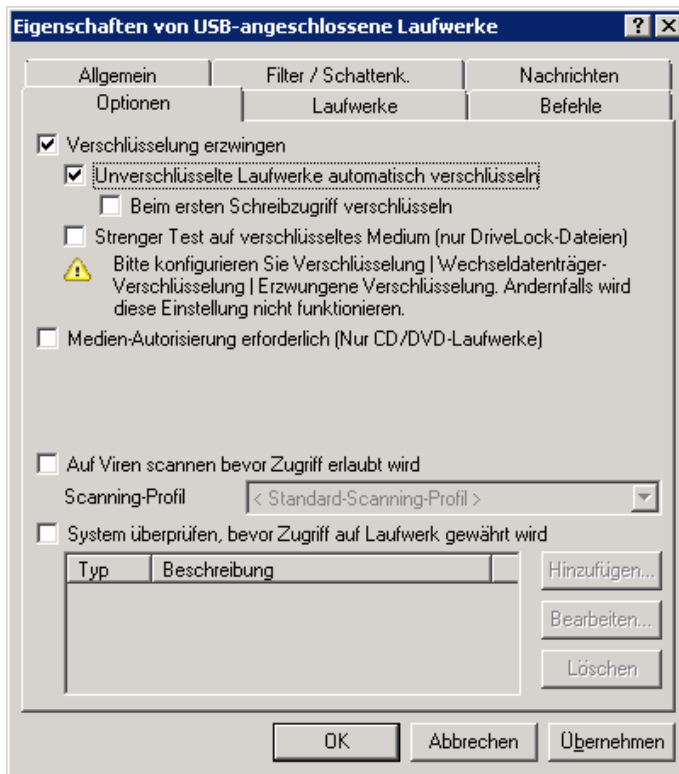 Eigenschaften von USB-angeschlossene Laufwerke
Allgemein
Filter / Schattenk.
Nachrichten
Optionen
Laufwerke
Befehle
Verschlüsselung erzwingen
Unverschlüsselte Laufwerke automatisch verschlüsseln
Beim ersten Schreibzugriff verschlüsseln
Strenger Test auf verschlüsseltes Medium (nur DriveLock-Dateien)
Bitte konfigurieren Sie Verschlüsselung | Wechseldatenträger-
Verschlüsselung | Erzwungene Verschlüsselung. Andernfalls wird
diese Einstellung nicht funktionieren.
Medien-Autorisierung erforderlich (Nur CD/DVD-Laufwerke)
Auf Viren scannen bevor Zugriff erlaubt wird
Scanning-Profil
< Standard-Scanning-Profil >
System überprüfen, bevor Zugriff auf Laufwerk gewährt wird
Typ
Beschreibung
Hinzufügen...
Bearbeiten...
Löschen
OK
Abbrechen
Übernehmen